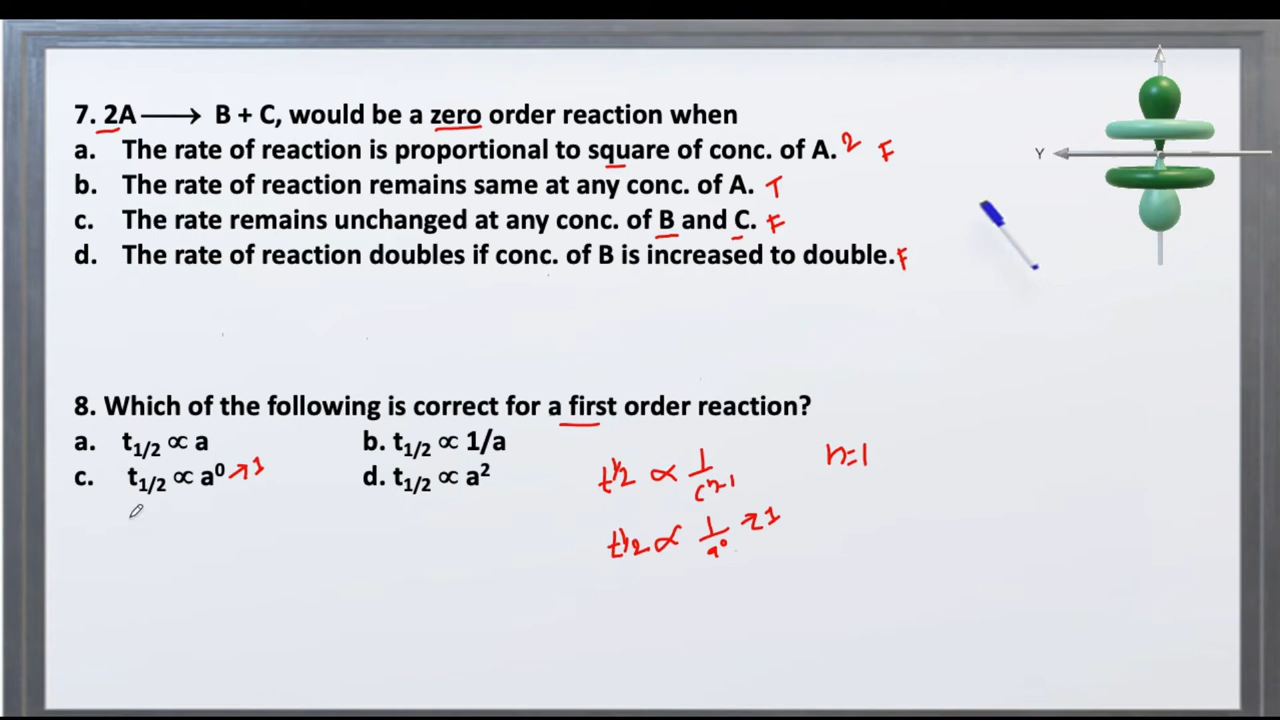 7. 2A ⟶ B + C, would be a zero order reaction when
a. The rate of reaction is proportional to square of conc. of A. 2 F
b. The rate of reaction remains same at any conc. of A. T
c. The rate remains unchanged at any conc. of B and C. F
d. The rate of reaction doubles if conc. of B is increased to double. F
Y
8. Which of the following is correct for a first order reaction?
a. t₁/₂ ∝ a b. t₁/₂ ∝ 1/a
c. t₁/₂ ∝ a⁰ → 1 d. t₁/₂ ∝ a²
t½ ∝ 1/cⁿ⁻¹ n=1
t½ ∝ 1/a⁰ → 1